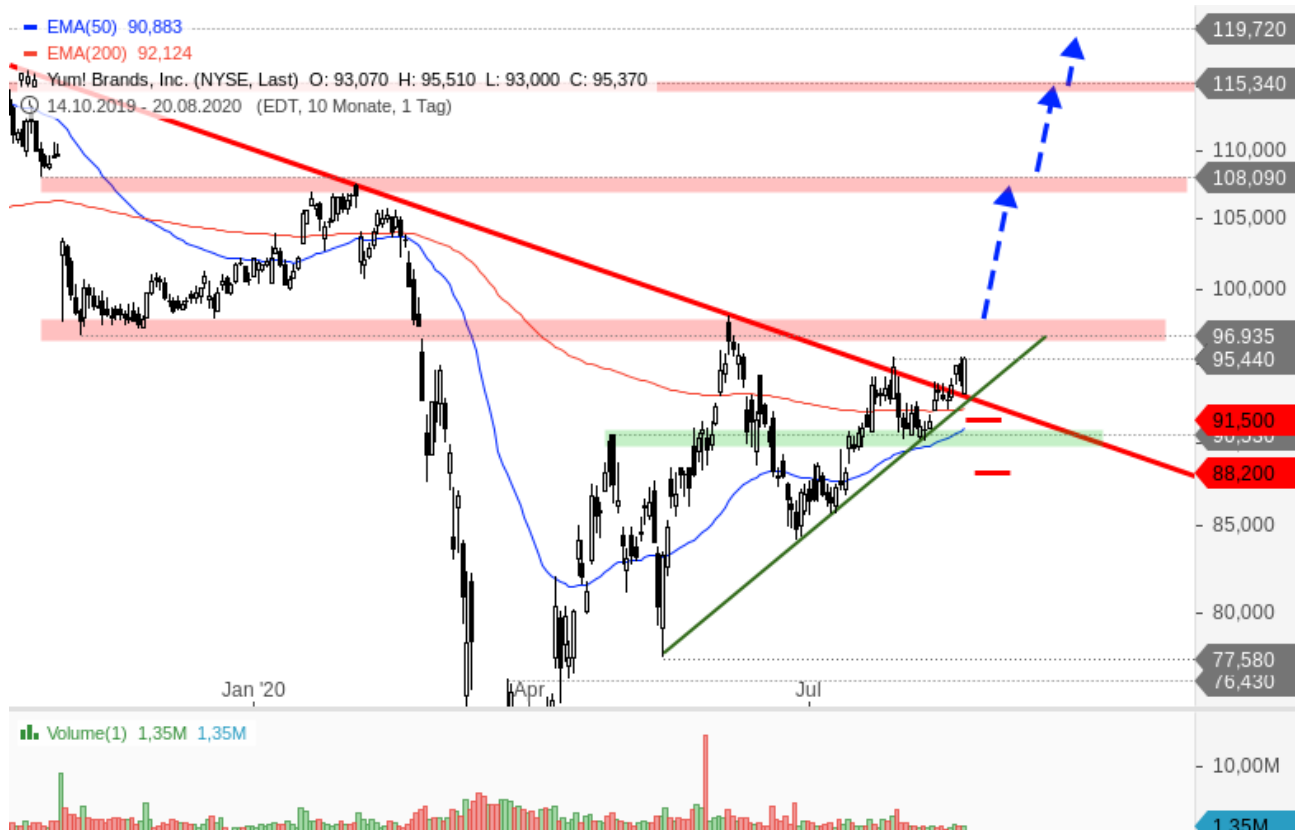 EMA(50) 90,883
EMA(200) 92,124
Yum! Brands, Inc. (NYSE, Last) O: 93,070 H: 95,510 L: 93,000 C: 95,370
14.10.2019 - 20.08.2020 (EDT, 10 Monate, 1 Tag)
119,720
115,340
110,000
108,090
105,000
100,000
96,935
95,440
91,500
88,200
85,000
80,000
77,580
76,430
Jan '20
Apr
Jul
Volume(1) 1,35M 1,35M
10,00M
1,35M